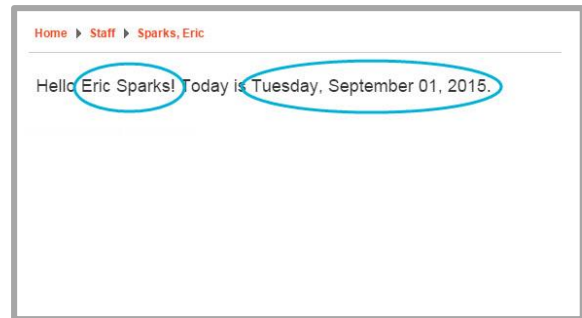 Home ▶ Staff ▶ Sparks, Eric
Hello Eric Sparks! Today is Tuesday, September 01, 2015.